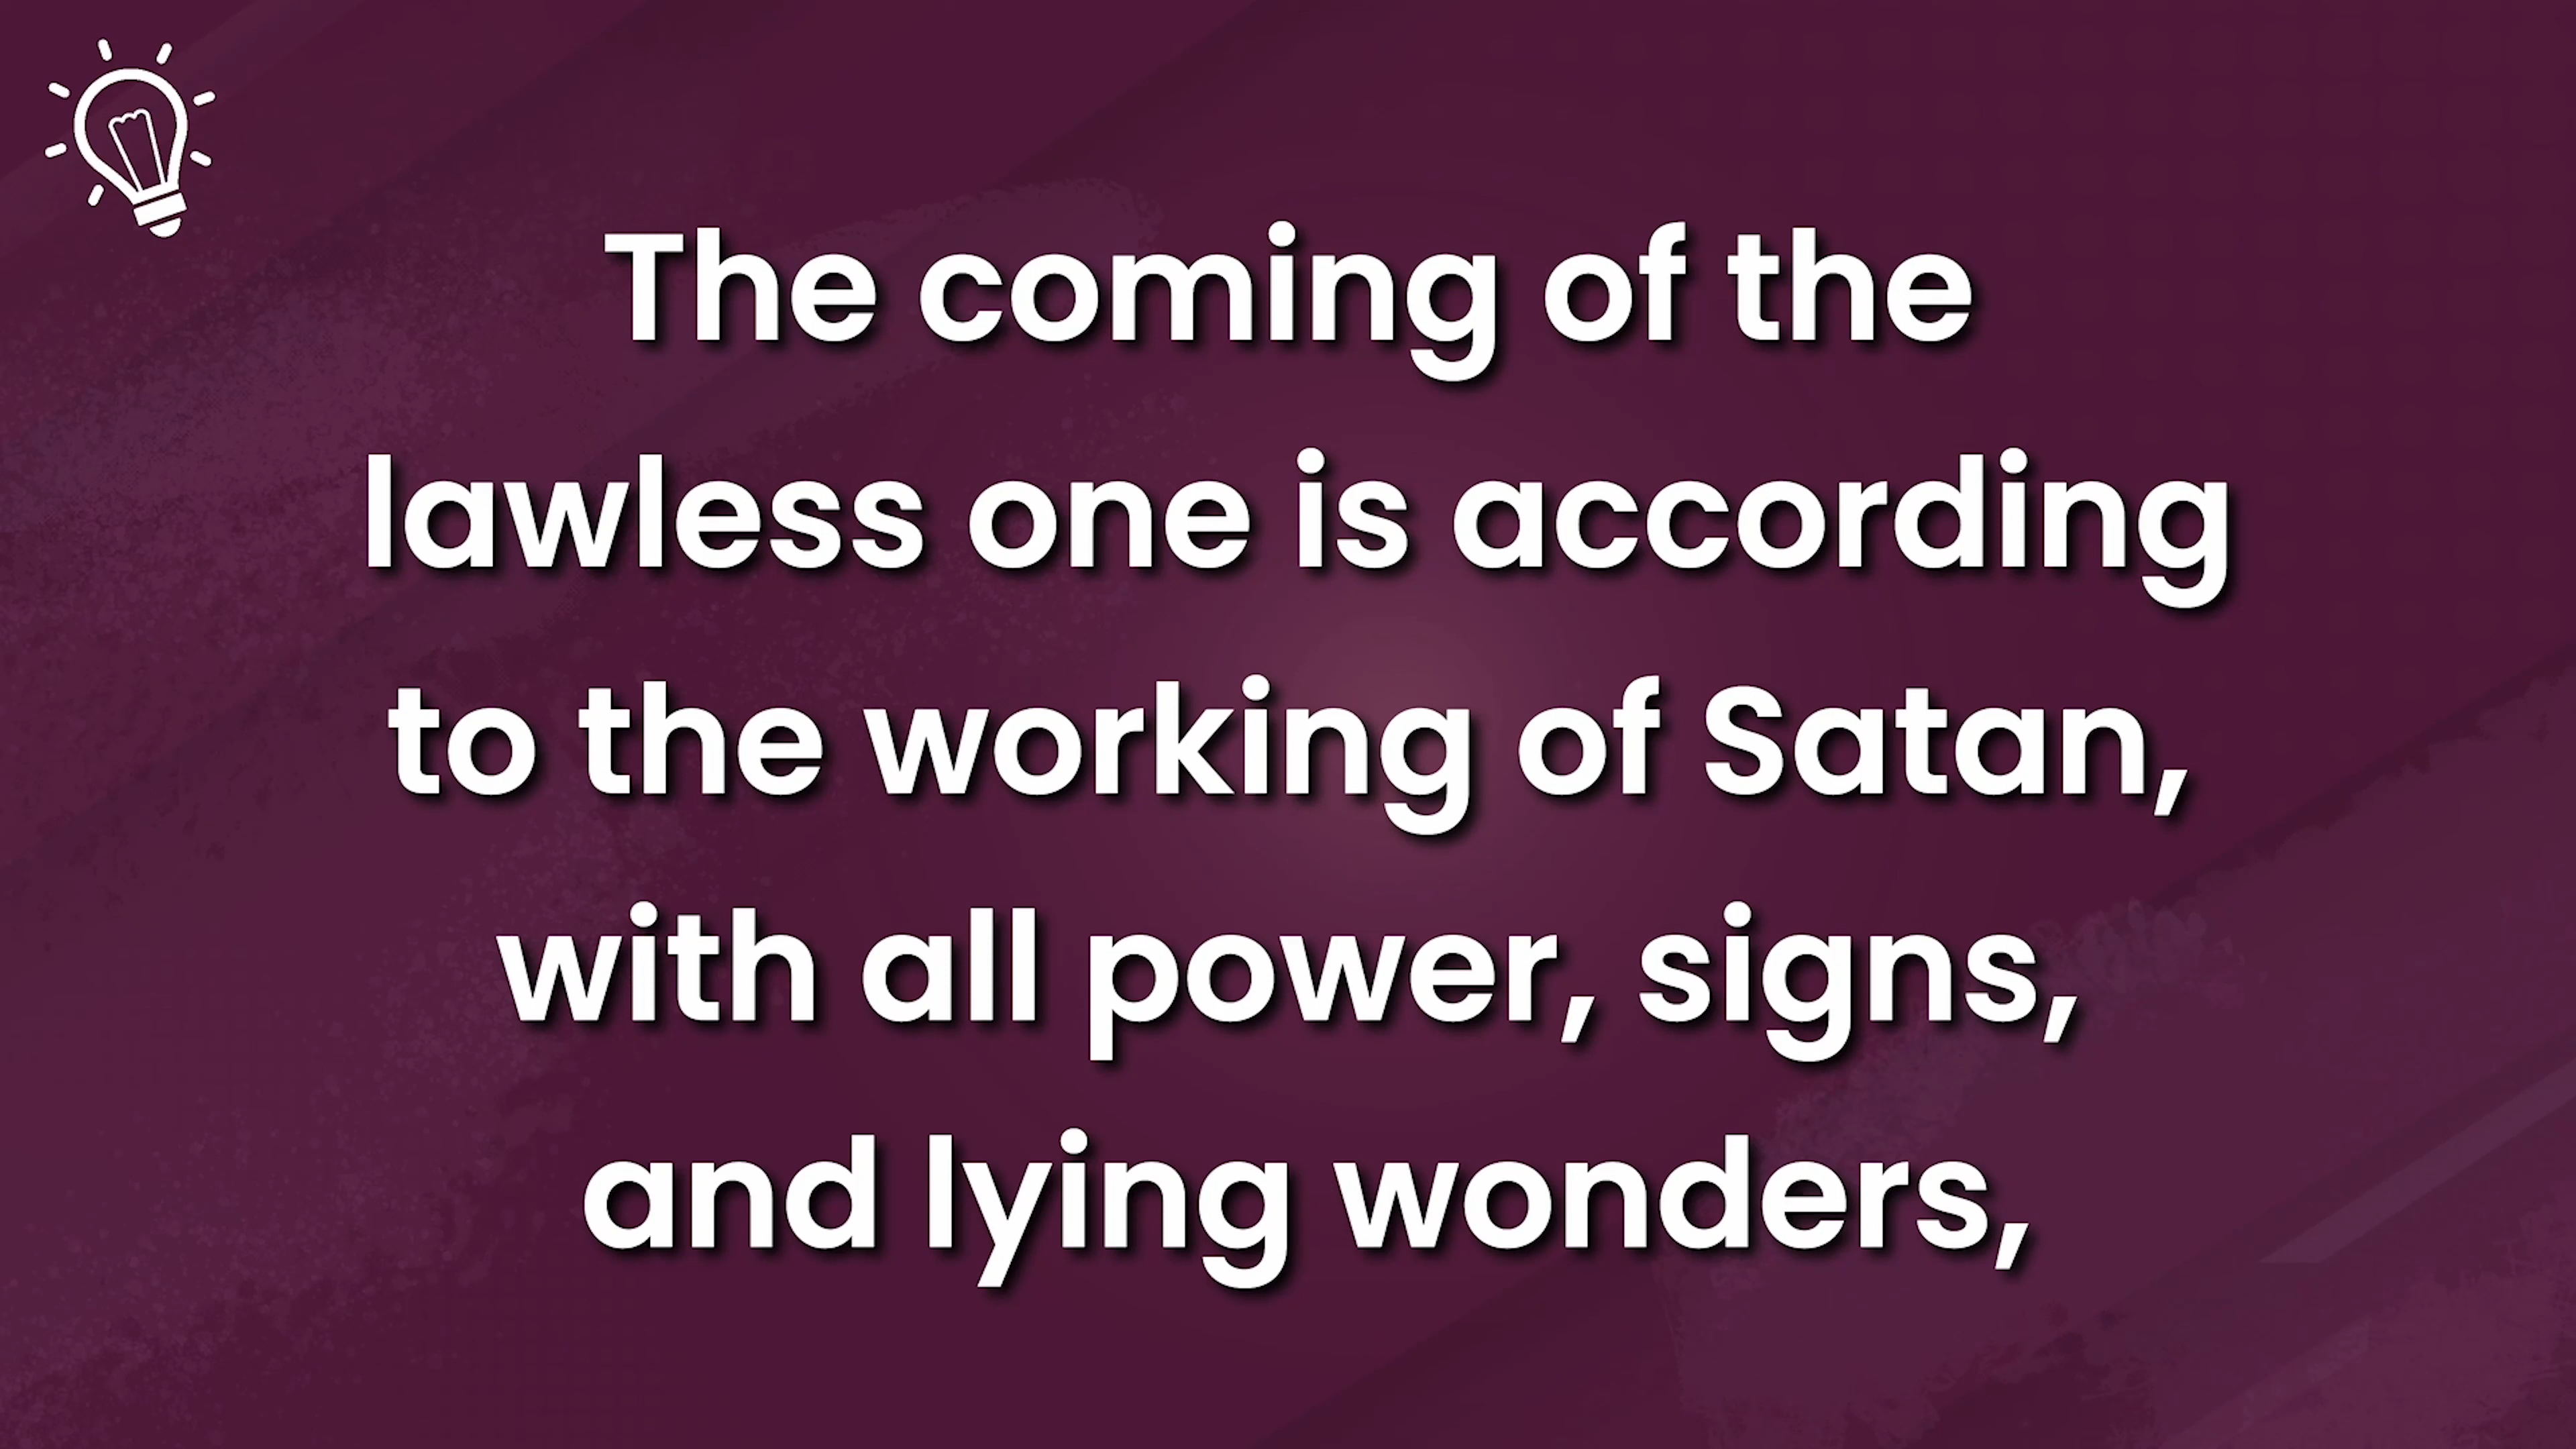 The coming of the
lawless one is according
to the working of Satan,
with all power, signs,
and lying wonders,